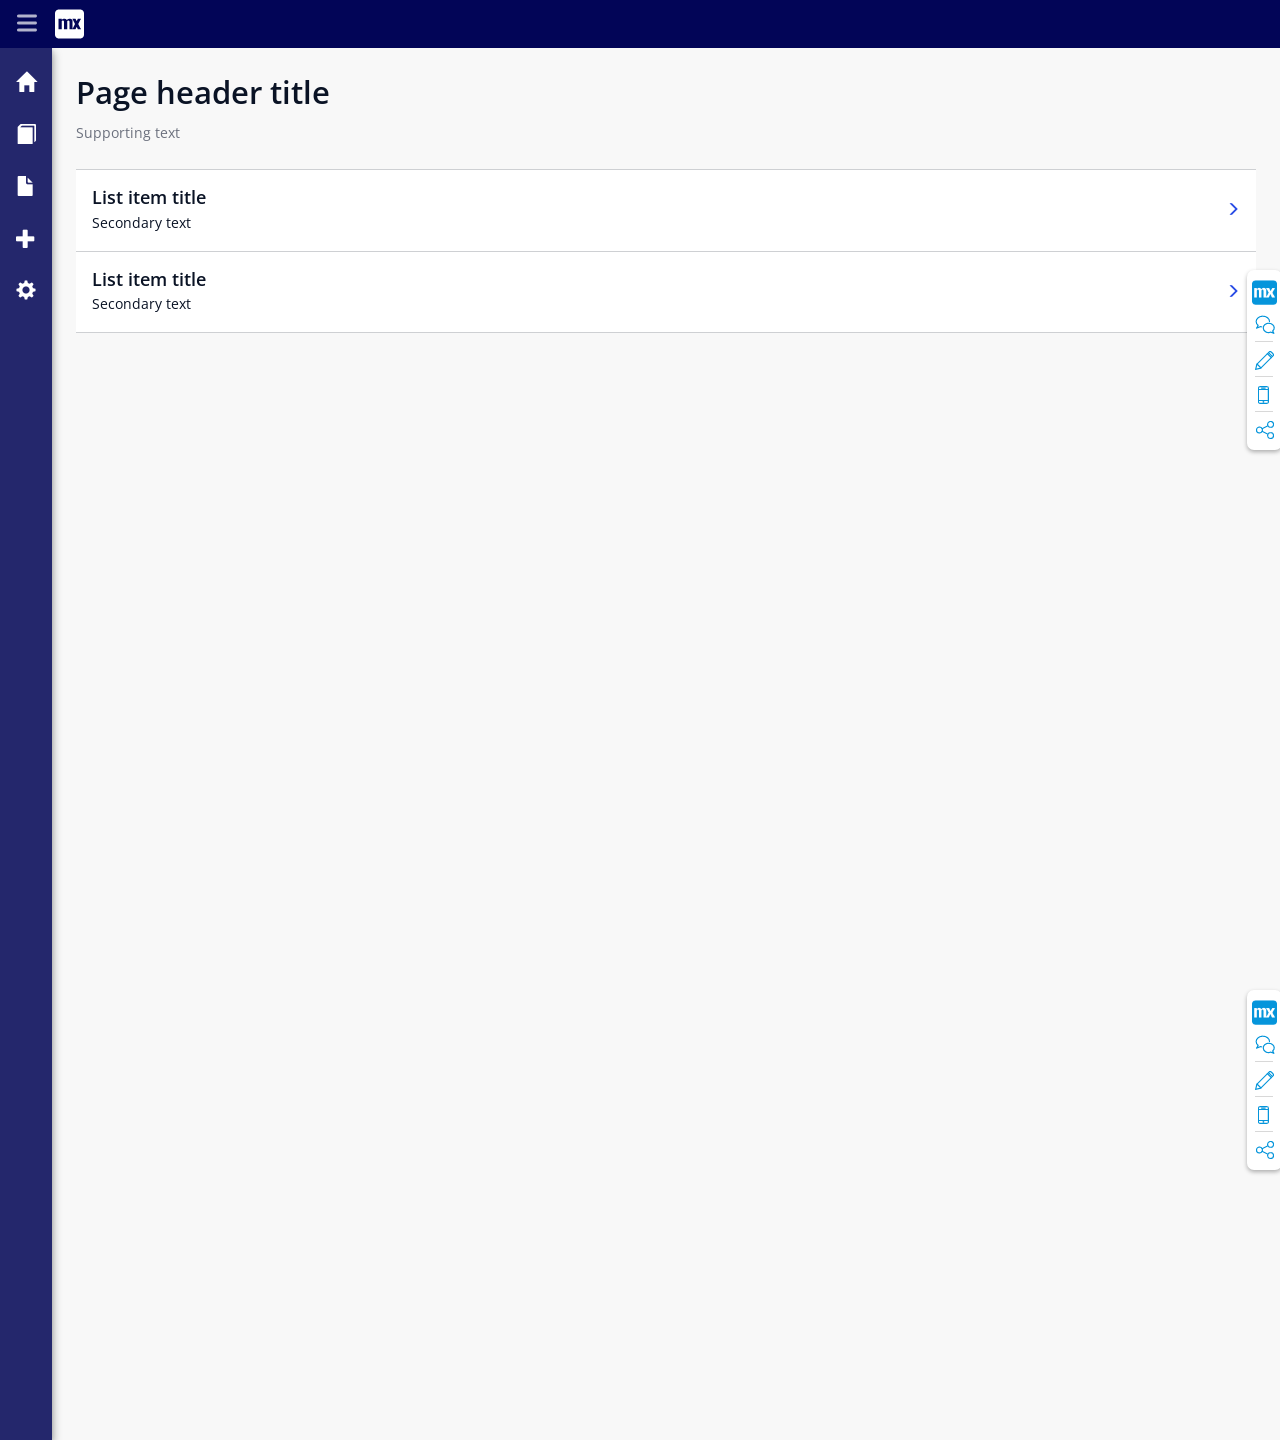 mx
Page header title
Supporting text
List item title
Secondary text
List item title
Secondary text
mx
mx